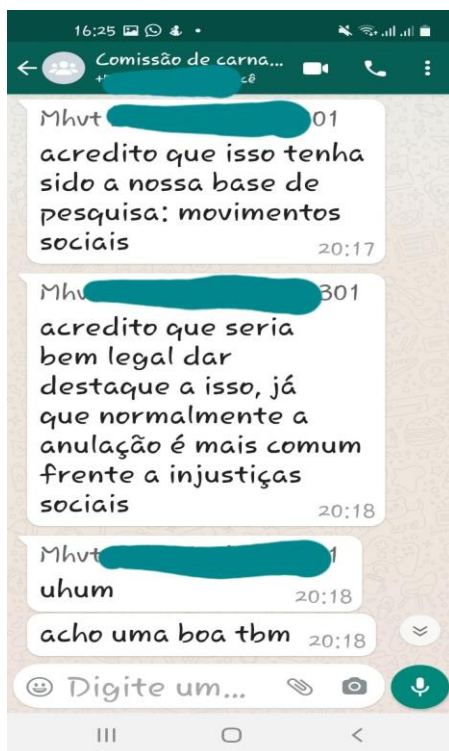 16:25
Comissão de carna...
cê
Mhvt 01
acredito que isso tenha
sido a nossa base de
pesquisa: movimentos
sociais
20:17
Mhv 301
acredito que seria
bem legal dar
destaque a isso, já
que normalmente a
anulação é mais comum
frente a injustiças
sociais
20:18
Mhvt 1
uhum
20:18
acho uma boa tbm 20:18
Digite um...